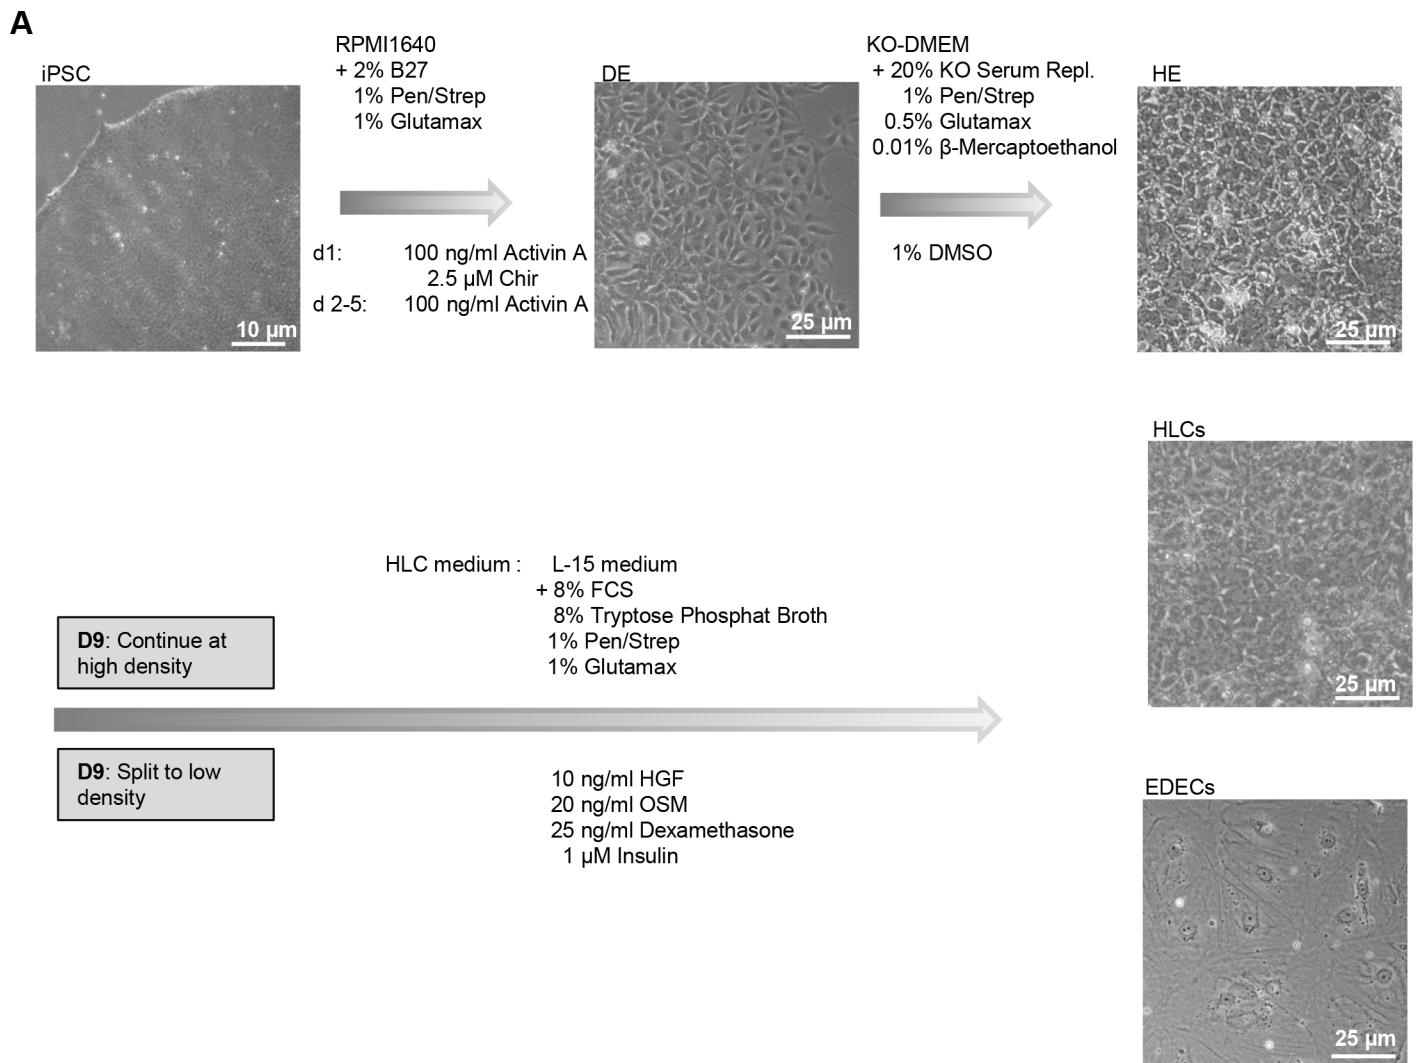 A
iPSC
10 µm
RPMI1640
+ 2% B27
1% Pen/Strep
1% Glutamax
d1: 100 ng/ml Activin A
2.5 µM Chir
d 2-5: 100 ng/ml Activin A
DE
25 µm
KO-DMEM
+ 20% KO Serum Repl.
1% Pen/Strep
0.5% Glutamax
0.01% β-Mercaptoethanol
1% DMSO
HE
25 µm
D9: Continue at
high density
D9: Split to low
density
HLC medium : L-15 medium
+ 8% FCS
8% Tryptose Phosphat Broth
1% Pen/Strep
1% Glutamax
10 ng/ml HGF
20 ng/ml OSM
25 ng/ml Dexamethasone
1 µM Insulin
HLCs
25 µm
EDECs
25 µm